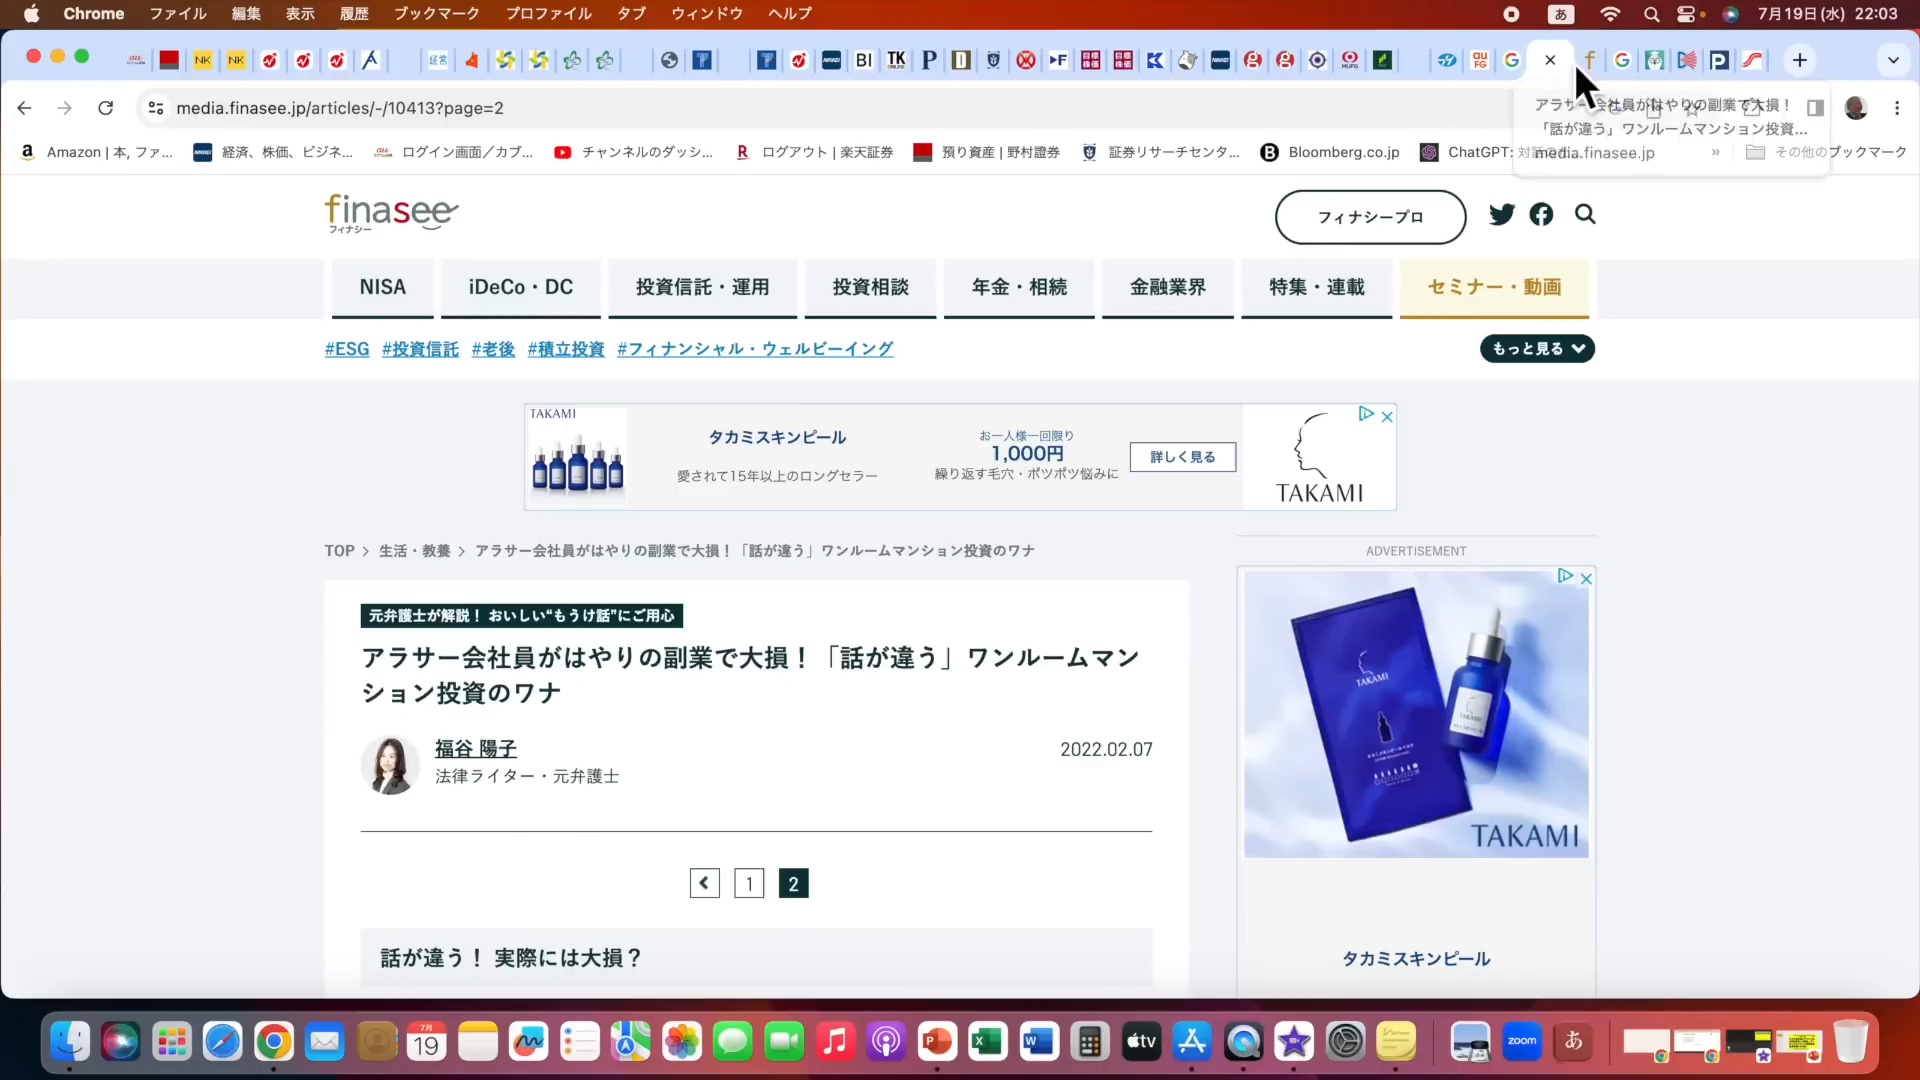 Chrome ファイル 編集 表示 履歴 ブックマーク プロファイル タブ ウィンドウ ヘルプ
あ 7月19日(水) 22:03
media.finasee.jp/articles/-/10413?page=2
アラサー会社員がはやりの副業で大損！
「話が違う」ワンルームマンション投資...
media.finasee.jp
Amazon | 本, ファ... 経済、株価、ビジネ... ログイン画面／カブ... チャンネルのダッシ... ログアウト | 楽天証券 預り資産 | 野村證券 証券リサーチセンタ... Bloomberg.co.jp ChatGPT: » その他のブックマーク
finasee
フィナシー
フィナシープロ
NISA iDeCo・DC 投資信託・運用 投資相談 年金・相続 金融業界 特集・連載 セミナー・動画
#ESG #投資信託 #老後 #積立投資 #フィナンシャル・ウェルビーイング
もっと見る
TAKAMI
タカミスキンピール
愛されて15年以上のロングセラー
お一人様一回限り
1,000円
繰り返す毛穴・ポツポツ悩みに
詳しく見る
TAKAMI
TOP > 生活・教養 > アラサー会社員がはやりの副業で大損！「話が違う」ワンルームマンション投資のワナ
ADVERTISEMENT
元弁護士が解説！ おいしい“もうけ話”にご用心
アラサー会社員がはやりの副業で大損！「話が違う」ワンルームマン
ション投資のワナ
福谷 陽子
法律ライター・元弁護士
2022.02.07
1 2
話が違う！ 実際には大損？
TAKAMI
TAKAMI
タカミスキンピール
7月
19
tv
zoom
あ